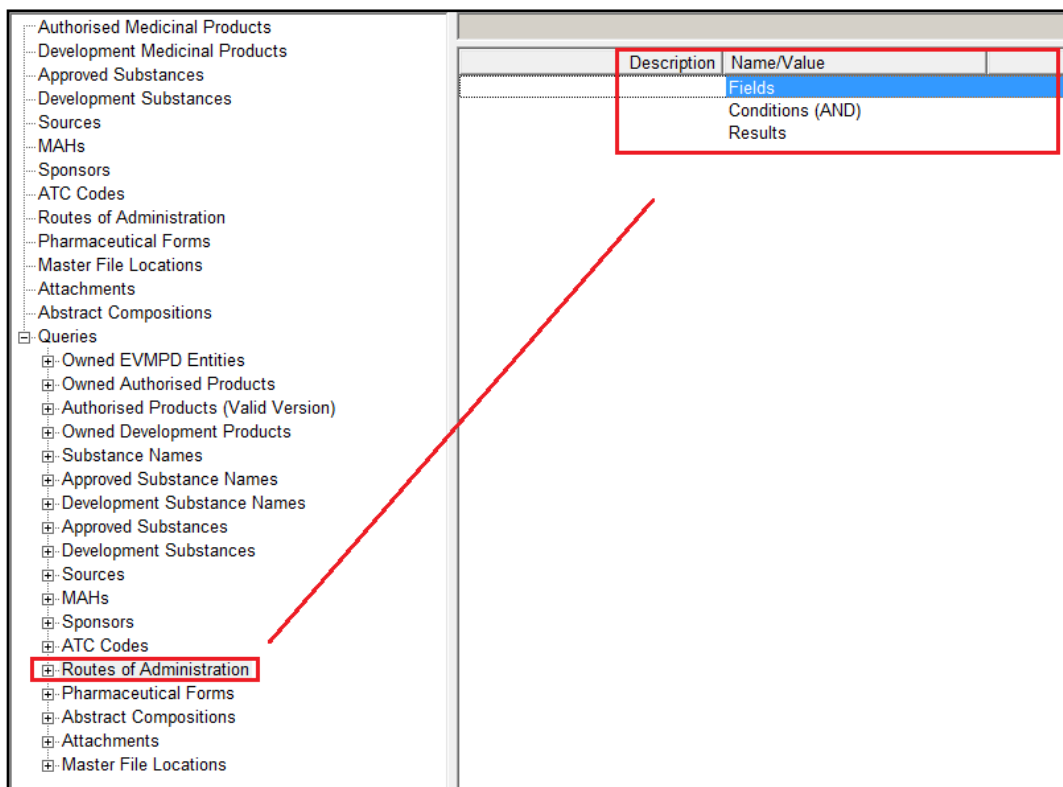 Authorised Medicinal Products
Development Medicinal Products
Approved Substances
Development Substances
Sources
MAHs
Sponsors
ATC Codes
Routes of Administration
Pharmaceutical Forms
Master File Locations
Attachments
Abstract Compositions
Queries
Owned EVMPD Entities
Owned Authorised Products
Authorised Products (Valid Version)
Owned Development Products
Substance Names
Approved Substance Names
Development Substance Names
Approved Substances
Development Substances
Sources
MAHs
Sponsors
ATC Codes
Routes of Administration
Pharmaceutical Forms
Abstract Compositions
Attachments
Master File Locations
Description Name/Value
Fields
Conditions (AND)
Results